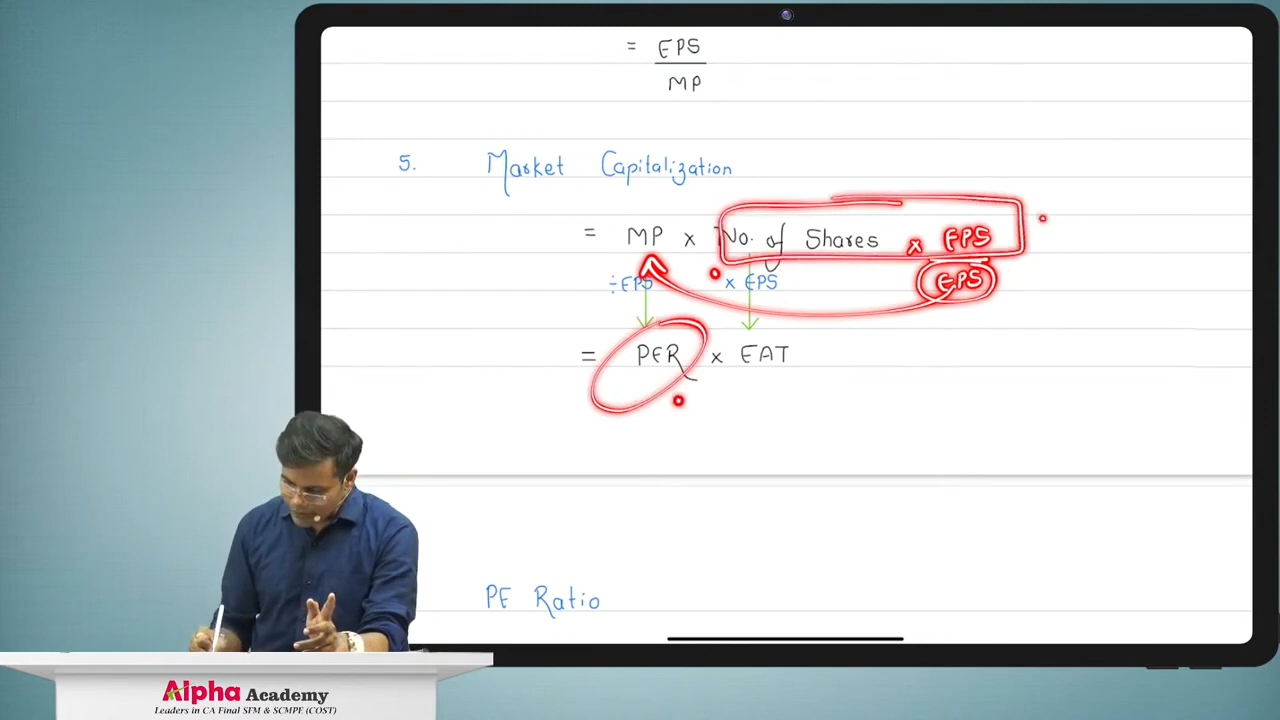 = EPS
MP
5. Market Capitalization
= MP x No. of Shares x EPS
÷EPS x EPS EPS
= PER x EAT
PE Ratio
Alpha Academy
Leaders in CA Final SFM & SCMPE (COST)